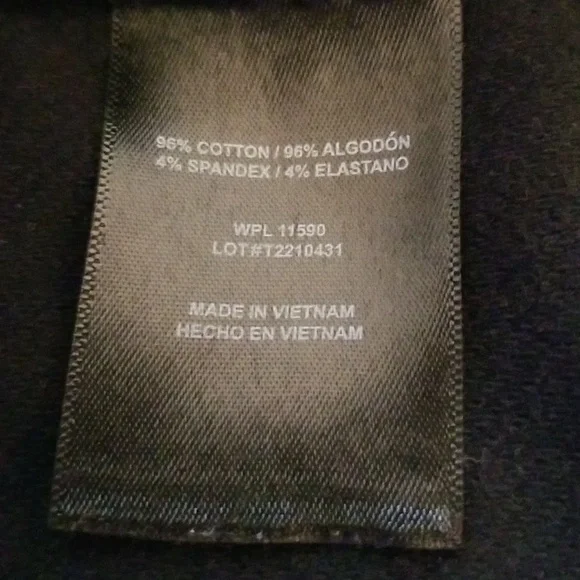 96% COTTON / 96% ALGODÓN
4% SPANDEX / 4% ELASTANO
WPL 11590
LOT#T2210431
MADE IN VIETNAM
HECHO EN VIETNAM